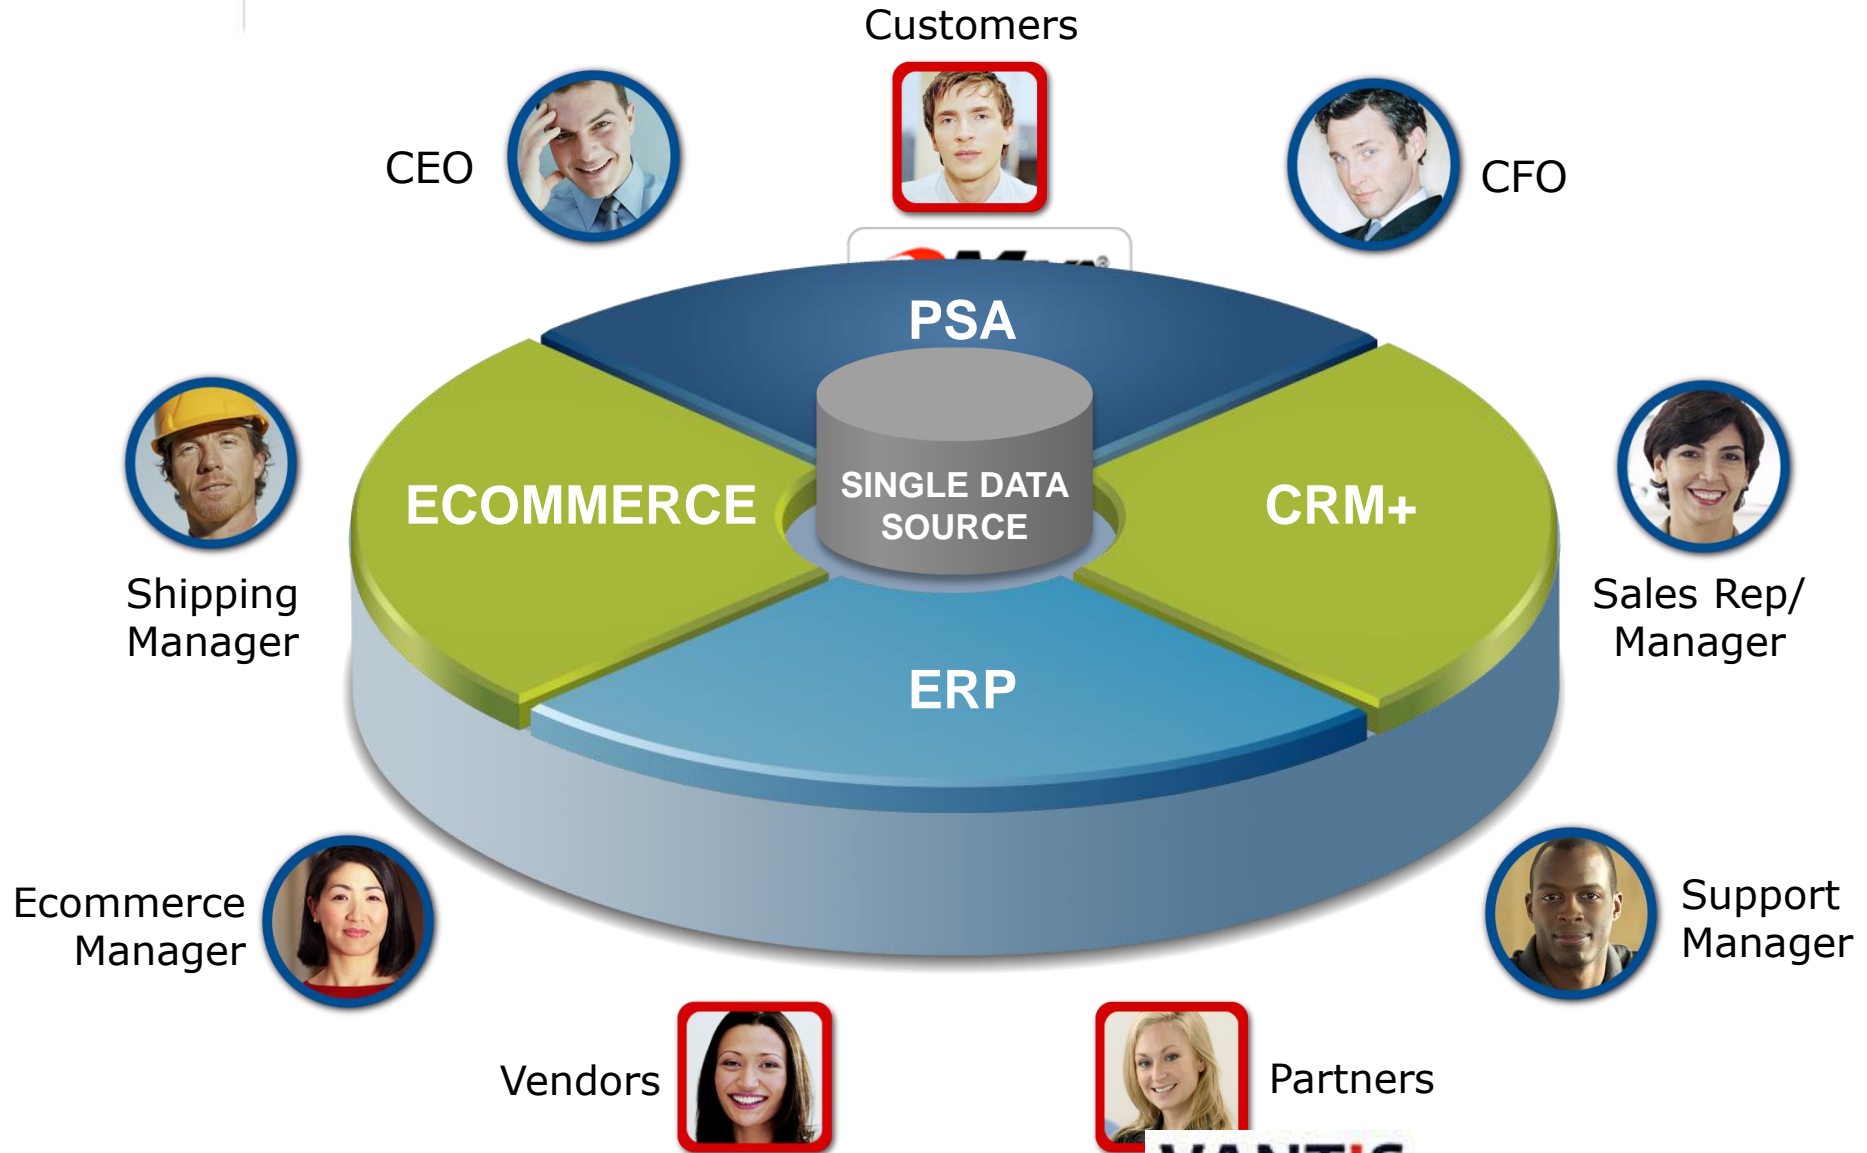 Customers
CEO
CFO
PSA
SINGLE DATA
SOURCE
ECOMMERCE
CRM+
ERP
Shipping
Manager
Sales Rep/
Manager
Ecommerce
Manager
Support
Manager
Vendors
Partners